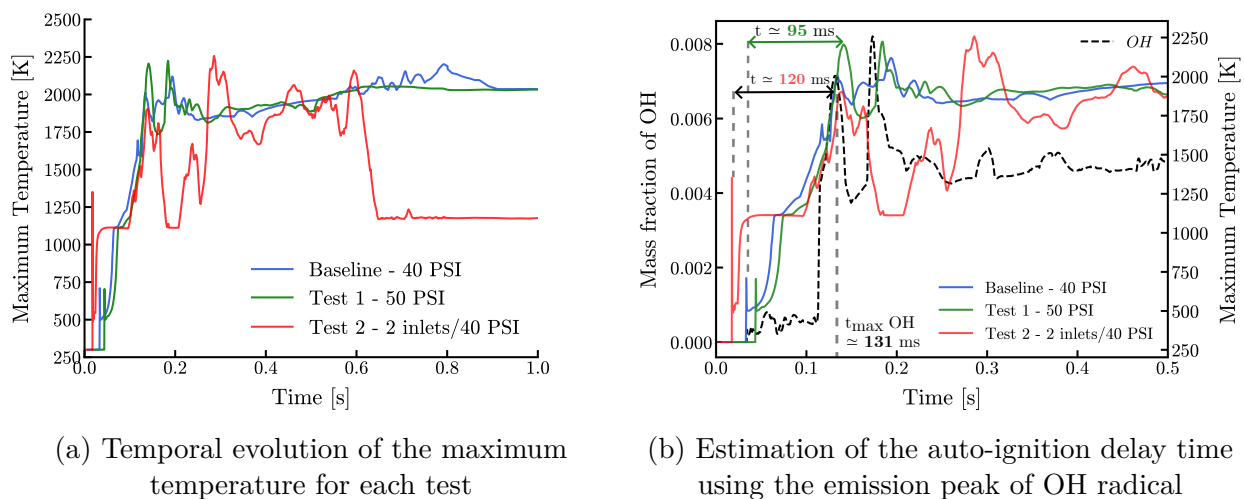 2500
2250
2000
1750
1500
1250
1000
750
500
250
Maximum Temperature [K]
0.0 0.2 0.4 0.6 0.8 1.0
Time [s]
Baseline - 40 PSI
Test 1 - 50 PSI
Test 2 - 2 inlets/40 PSI
(a) Temporal evolution of the maximum
temperature for each test
0.008
0.006
0.004
0.002
0.000
Mass fraction of OH
t ≃ 95 ms
t ≃ 120 ms
OH
2250
2000
1750
1500
1250
1000
750
500
250
Maximum Temperature [K]
Baseline - 40 PSI
Test 1 - 50 PSI
Test 2 - 2 inlets/40 PSI
tmax OH
≃ 131 ms
0.0 0.1 0.2 0.3 0.4 0.5
Time [s]
(b) Estimation of the auto-ignition delay time
using the emission peak of OH radical